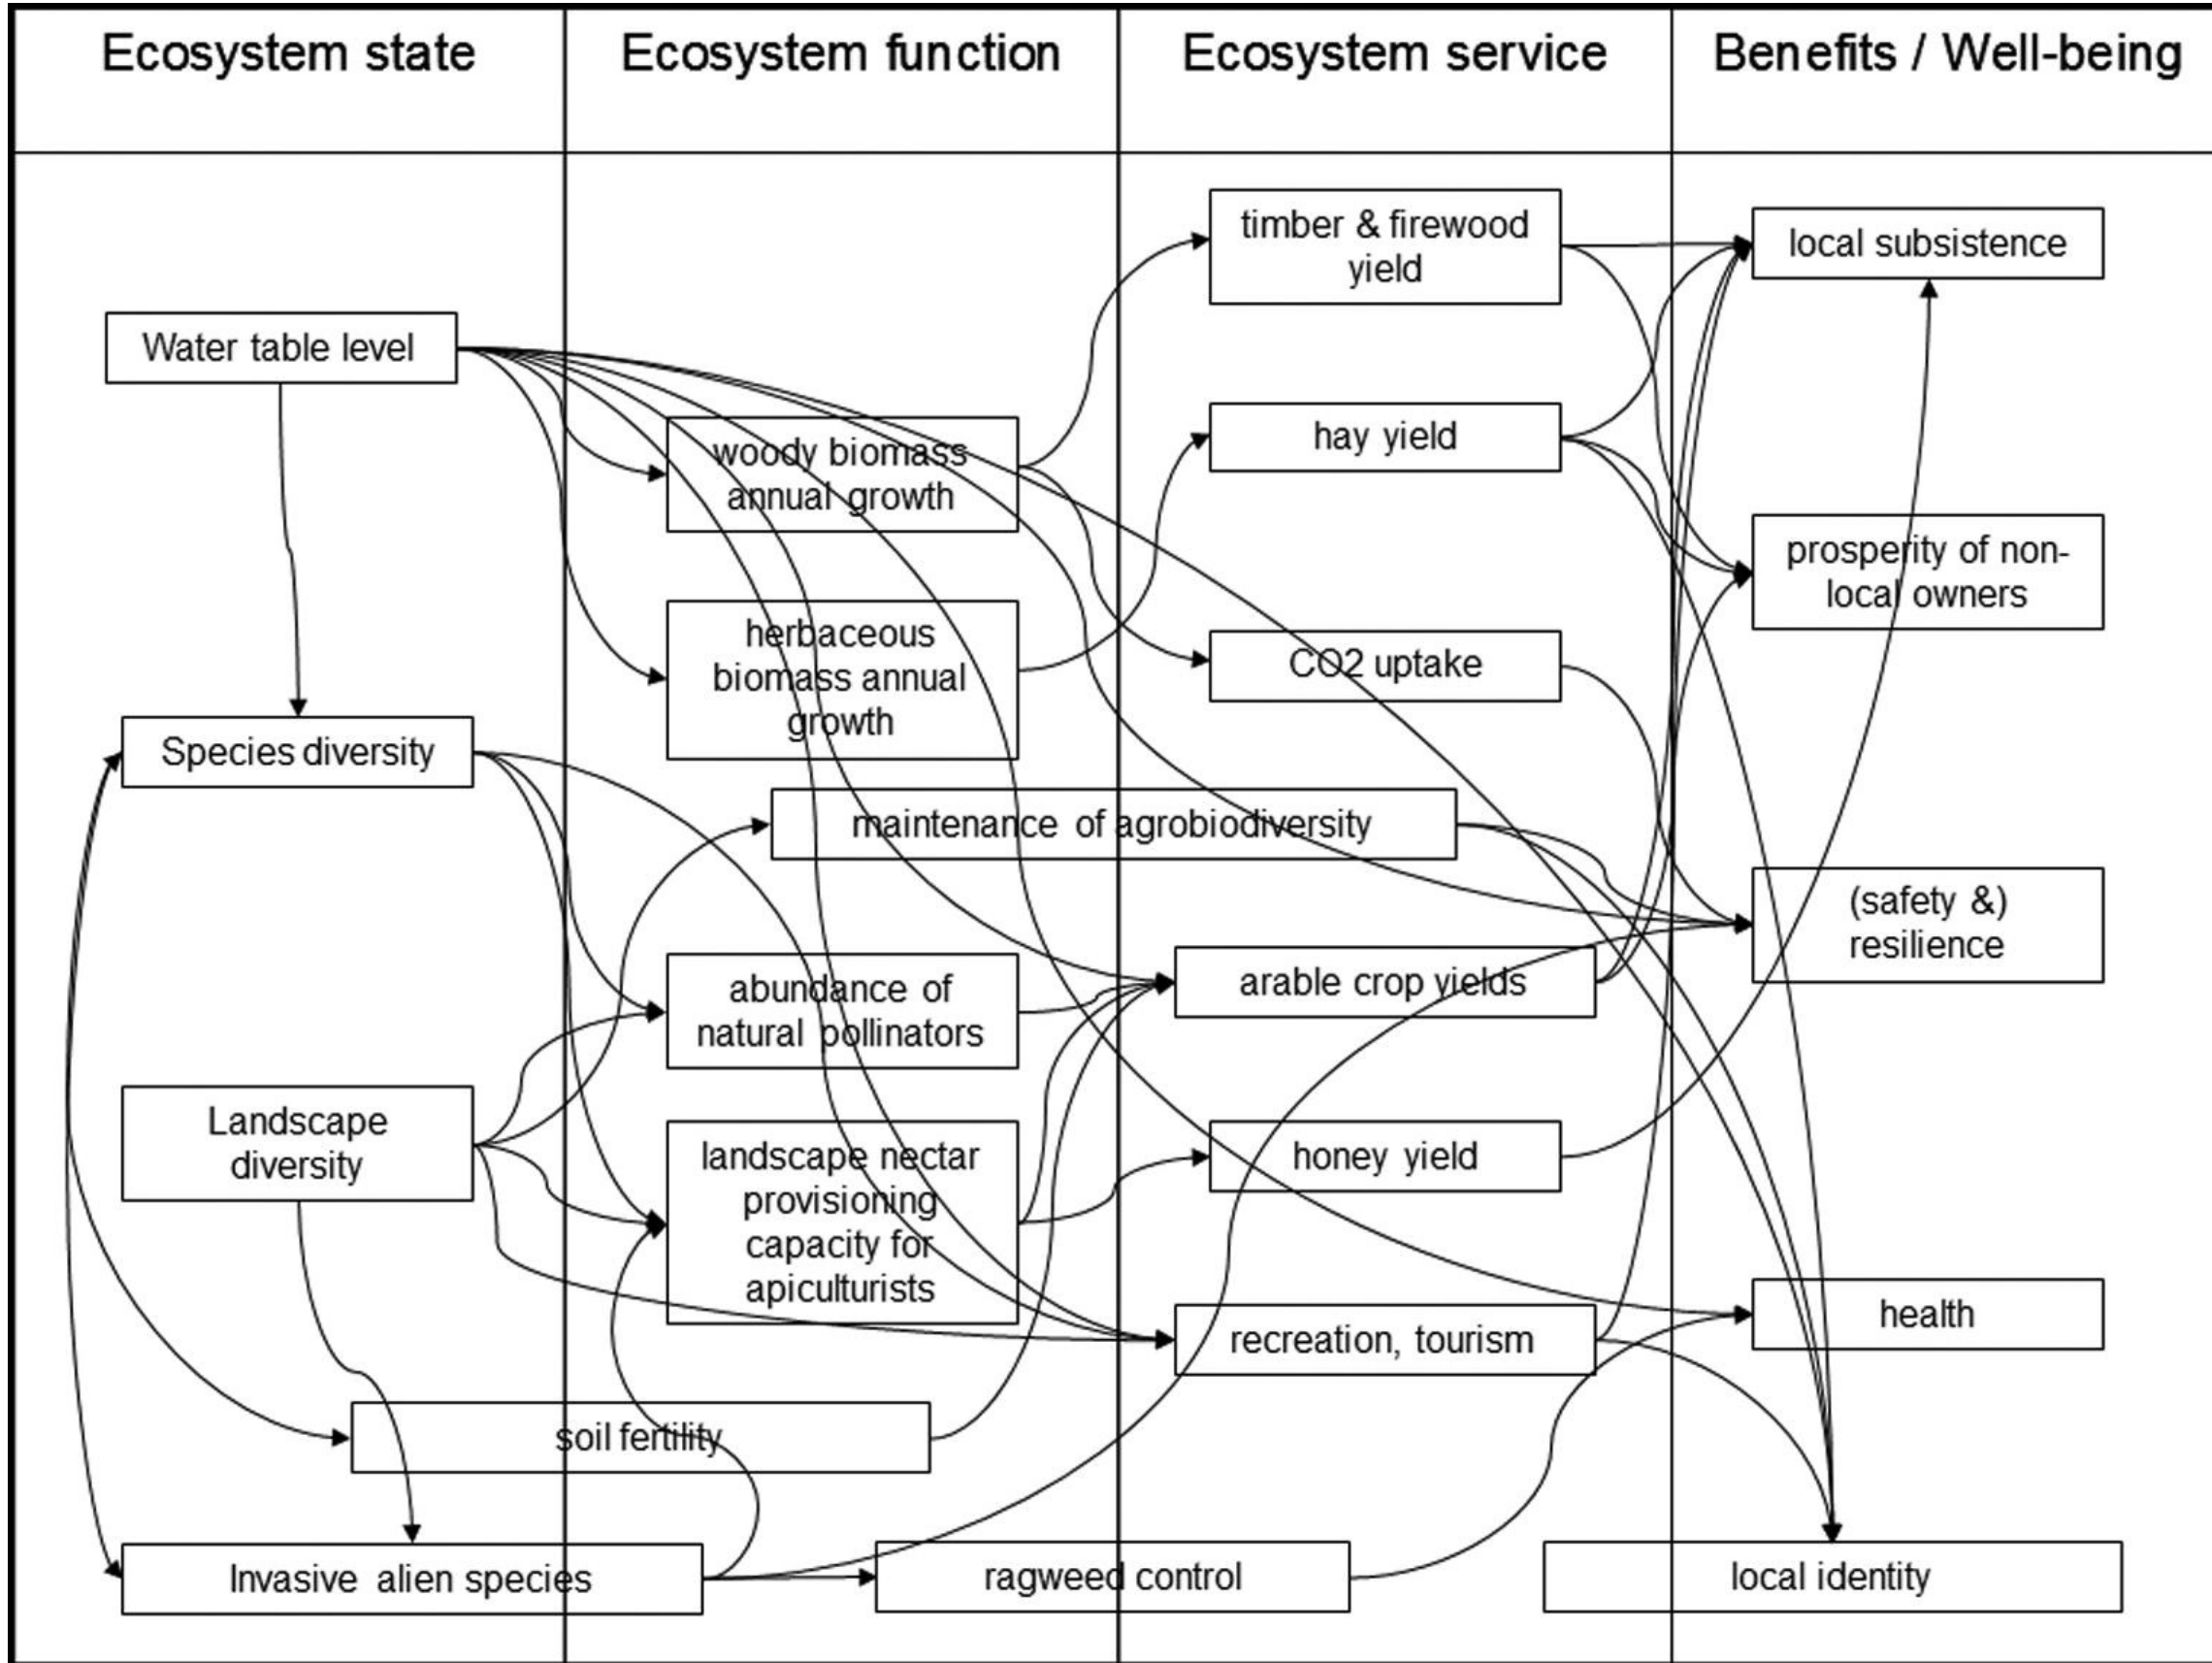 Ecosystem state
Ecosystem function
Ecosystem service
Benefits / Well-being
Water table level
Species diversity
Landscape
diversity
soil fertility
Invasive alien species
woody biomass
annual growth
herbaceous
biomass annual
growth
maintenance of agrobiodiversity
abundance of
natural pollinators
landscape nectar
provisioning
capacity for
apiculturists
ragweed control
timber & firewood
yield
hay yield
CO2 uptake
arable crop yields
honey yield
recreation, tourism
local subsistence
prosperity of non-
local owners
(safety &)
resilience
health
local identity